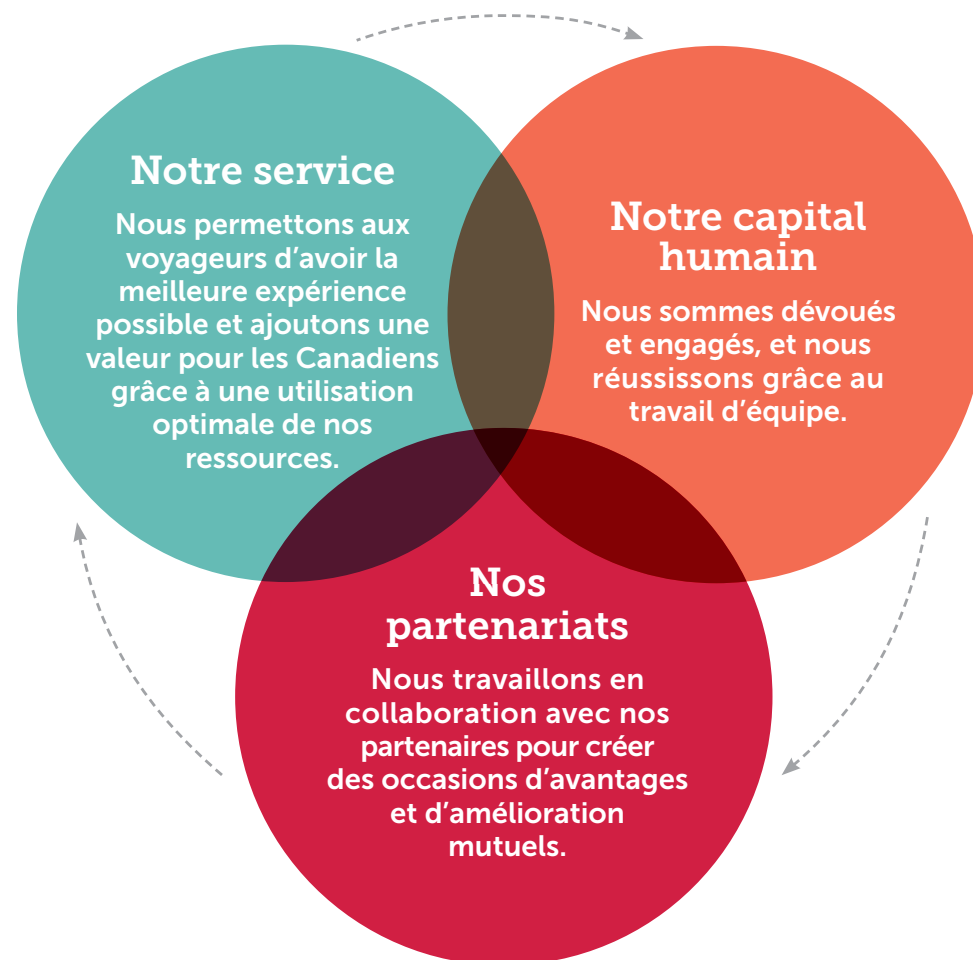 Notre service
Nous permettons aux
voyageurs d’avoir la
meilleure expérience
possible et ajoutons une
valeur pour les Canadiens
grâce à une utilisation
optimale de nos
ressources.
Notre capital
humain
Nous sommes dévoués
et engagés, et nous
réussissons grâce au
travail d’équipe.
Nos
partenariats
Nous travaillons en
collaboration avec nos
partenaires pour créer
des occasions d’avantages
et d’amélioration
mutuels.